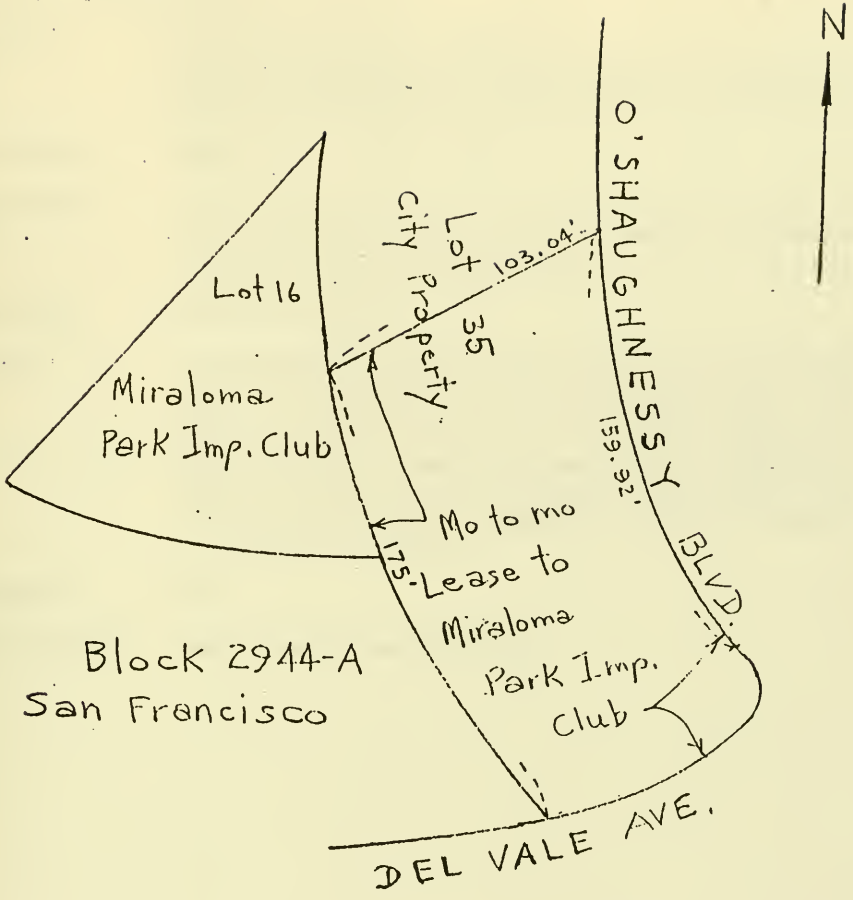 N
O'SHAUGHNESSY BLVD.
Lot 35
City Property
103.04'
Lot 16
Miraloma
Park Imp. Club
159.92'
175'
Mo to mo
Lease to
Miraloma
Park Imp.
Club
Block 2944-A
San Francisco
DEL VALE AVE.